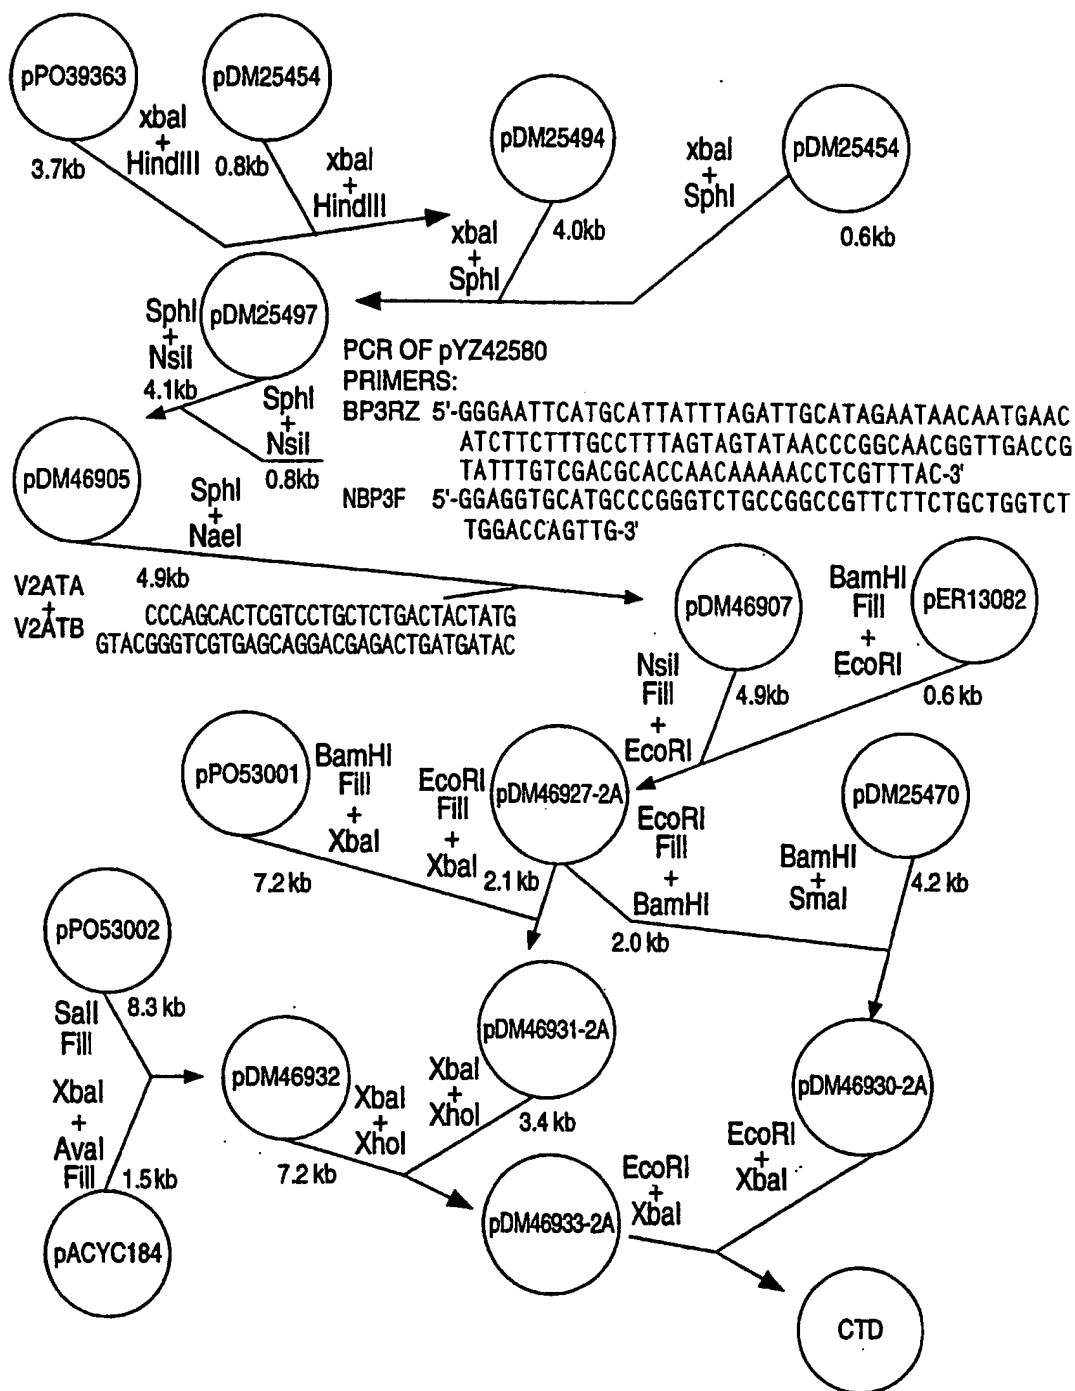 pPO39363
pDM25454
xbaI
+
HindIII
3.7kb
0.8kb
xbaI
+
HindIII
pDM25494
xbaI
+
SphI
pDM25454
4.0kb
0.6kb
xbaI
+
SphI
pDM25497
SphI
+
NsiI
4.1kb
SphI
+
NsiI
0.8kb
PCR OF pYZ42580
PRIMERS:
BP3RZ 5'-GGGAATTCATGCATTATTTAGATTGCATAGAATAACAATGAAC
ATCTTCTTTGCCTTTAGTAGTATAACCCGGCAACGGTTGACCG
TATTTGTCGACGCACCAACAAAAACCTCGTTTAC-3'
NBP3F 5'-GGAGGTGCATGCCCGGGTCTGCCGGCCGTTCTTCTGCTGGTCT
TGGACCAGTTG-3'
pDM46905
SphI
+
NaeI
4.9kb
V2ATA
+
V2ATB
CCCAGCACTCGTCCTGCTCTGACTACTATG
GTACGGGTCGTGAGCAGGACGAGACTGATGATAC
pDM46907
BamHI
Fill
+
EcoRI
pER13082
NsiI
Fill
+
EcoRI
4.9kb
0.6 kb
pPO53001
BamHI
Fill
+
XbaI
EcoRI
Fill
+
XbaI
pDM46927-2A
EcoRI
Fill
+
BamHI
pDM25470
BamHI
+
SmaI
7.2 kb
2.1 kb
2.0 kb
4.2 kb
pPO53002
8.3 kb
SalI
Fill
XbaI
+
AvaI
Fill
1.5kb
pACYC184
pDM46932
XbaI
+
XhoI
7.2 kb
pDM46931-2A
XbaI
+
XhoI
3.4 kb
pDM46930-2A
EcoRI
+
XbaI
pDM46933-2A
EcoRI
+
XbaI
CTD